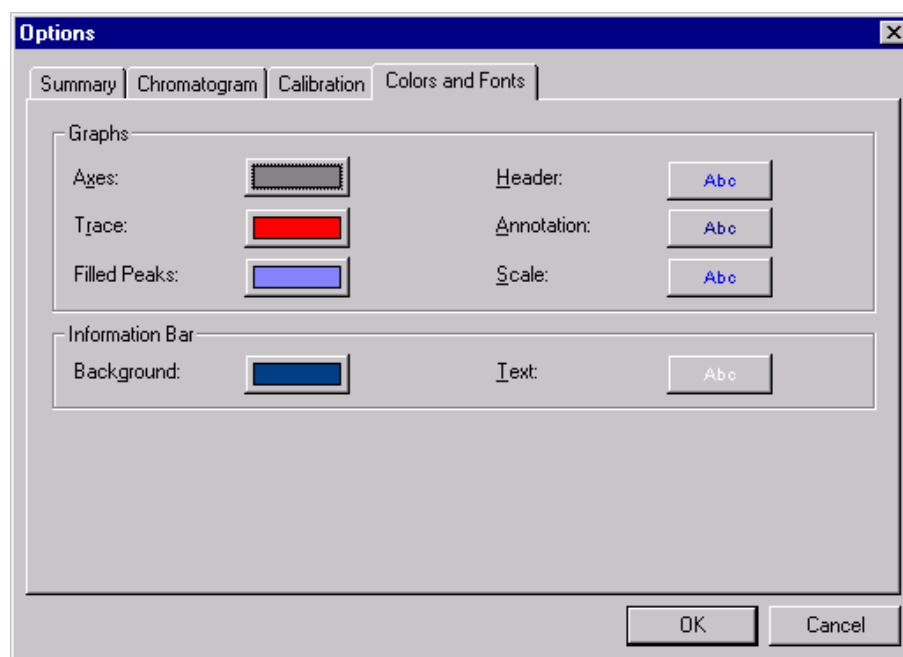 Options
Summary Chromatogram Calibration Colors and Fonts
Graphs
Axes: Header: Abc
Trace: Annotation: Abc
Filled Peaks: Scale: Abc
Information Bar
Background: Text: Abc
OK Cancel